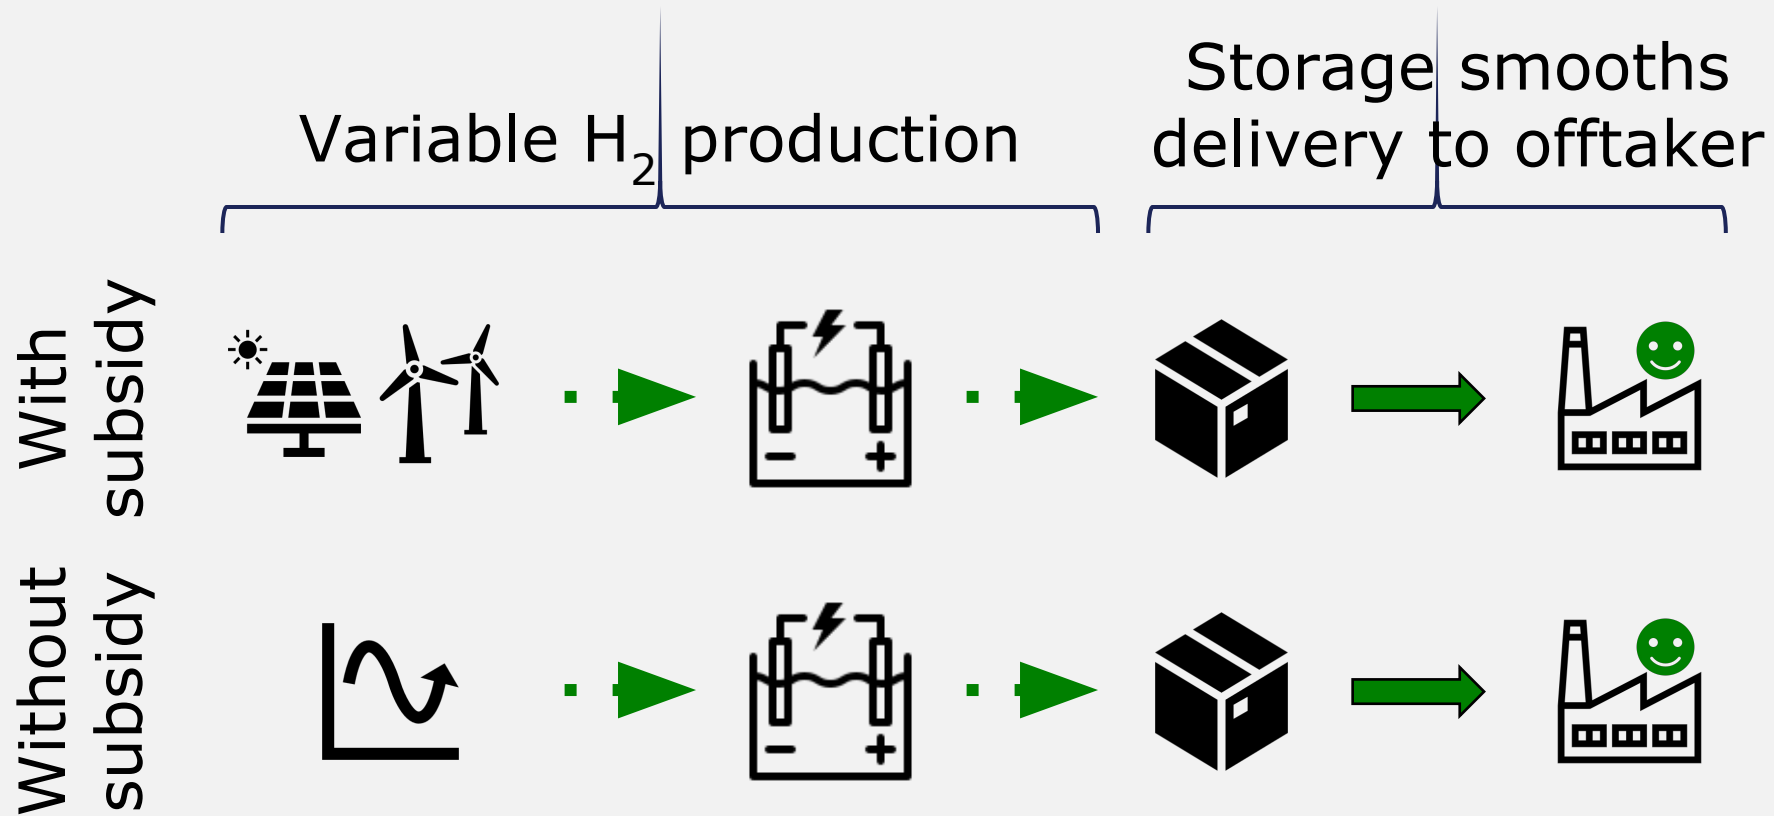 Variable H₂ production
Storage smooths
delivery to offtaker
With
subsidy
Without
subsidy